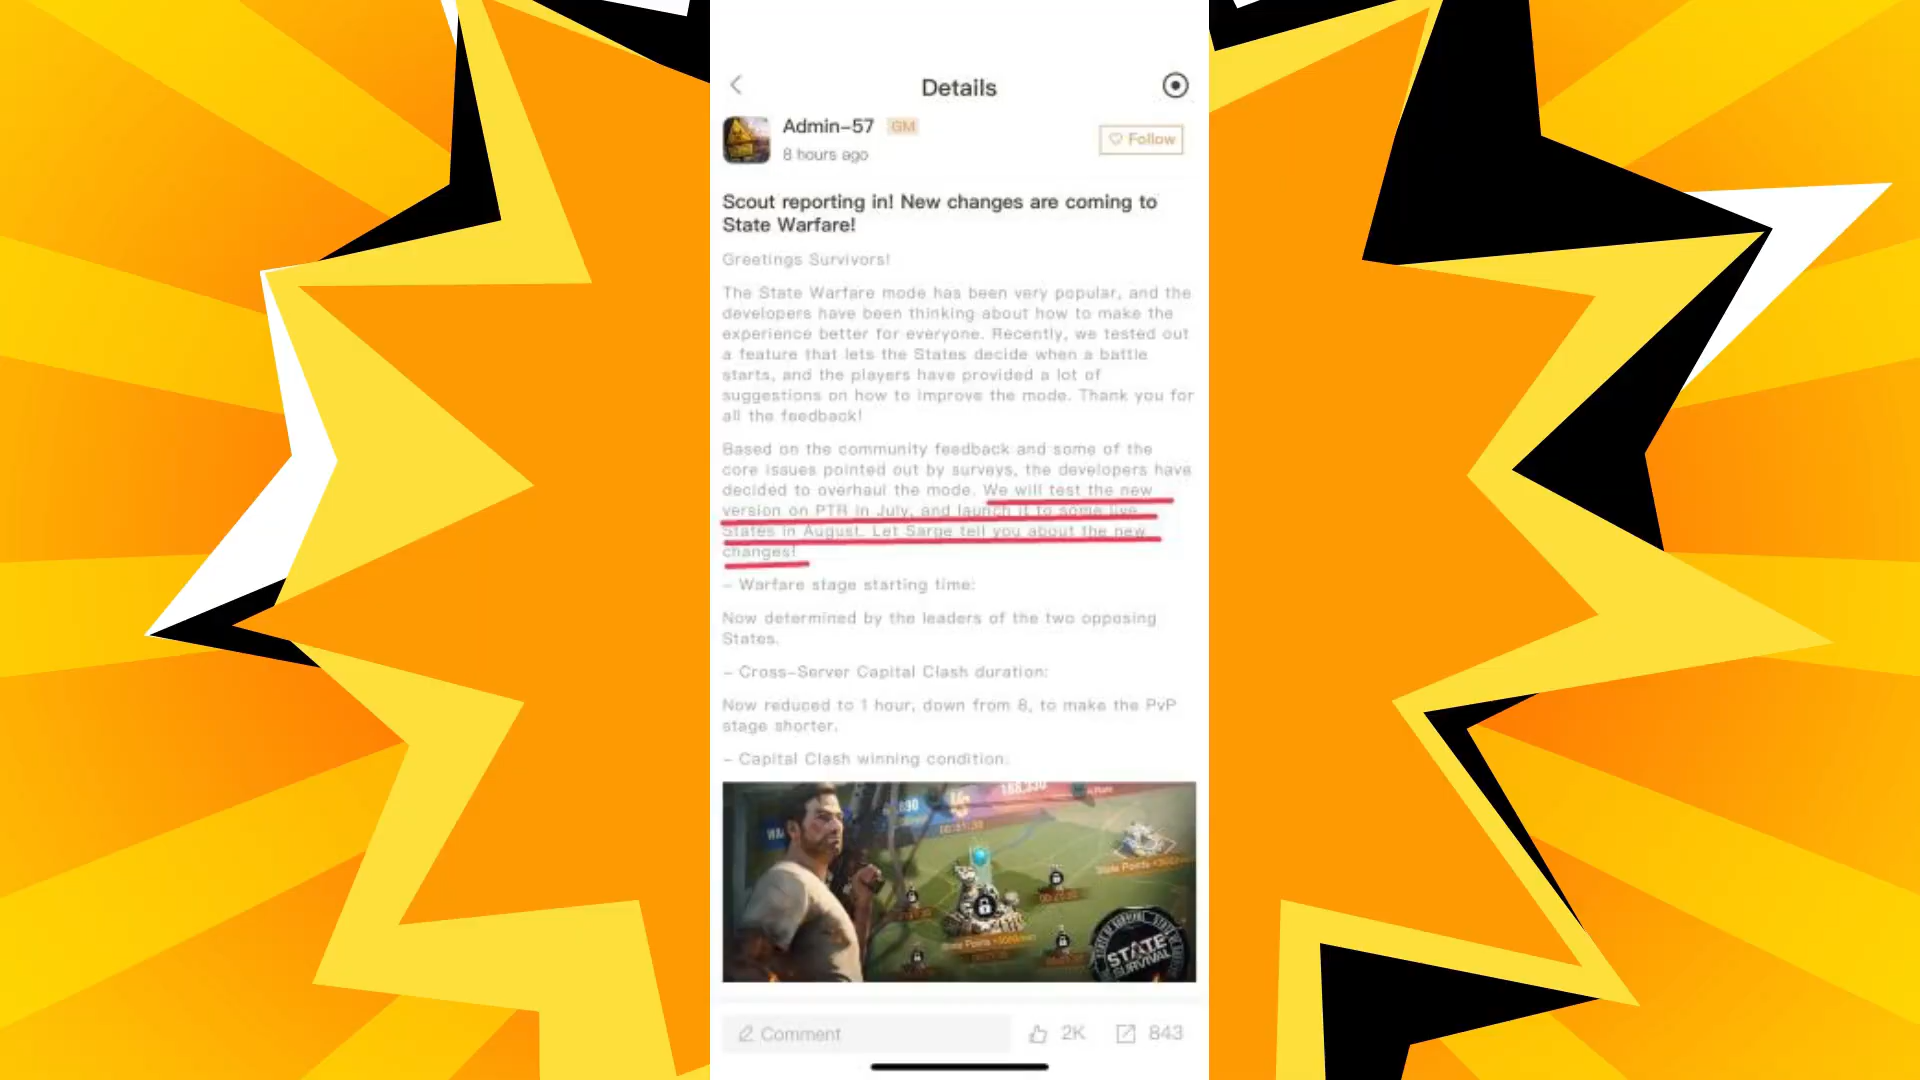 Details
Admin-57 GM
8 hours ago
Follow
Scout reporting in! New changes are coming to
State Warfare!
Greetings Survivors!
The State Warfare mode has been very popular, and the
developers have been thinking about how to make the
experience better for everyone. Recently, we tested out
a feature that lets the States decide when a battle
starts, and the players have provided a lot of
suggestions on how to improve the mode. Thank you for
all the feedback!
Based on the community feedback and some of the
core issues pointed out by surveys, the developers have
decided to overhaul the mode. We will test the new
version on PTR in July, and launch it to some live
States in August. Let Sarge tell you about the new
changes!
- Warfare stage starting time:
Now determined by the leaders of the two opposing
States.
- Cross-Server Capital Clash duration:
Now reduced to 1 hour, down from 8, to make the PvP
stage shorter.
- Capital Clash winning condition.
State Points
State Points
STATE
SURVIVAL
Comment
2K
843